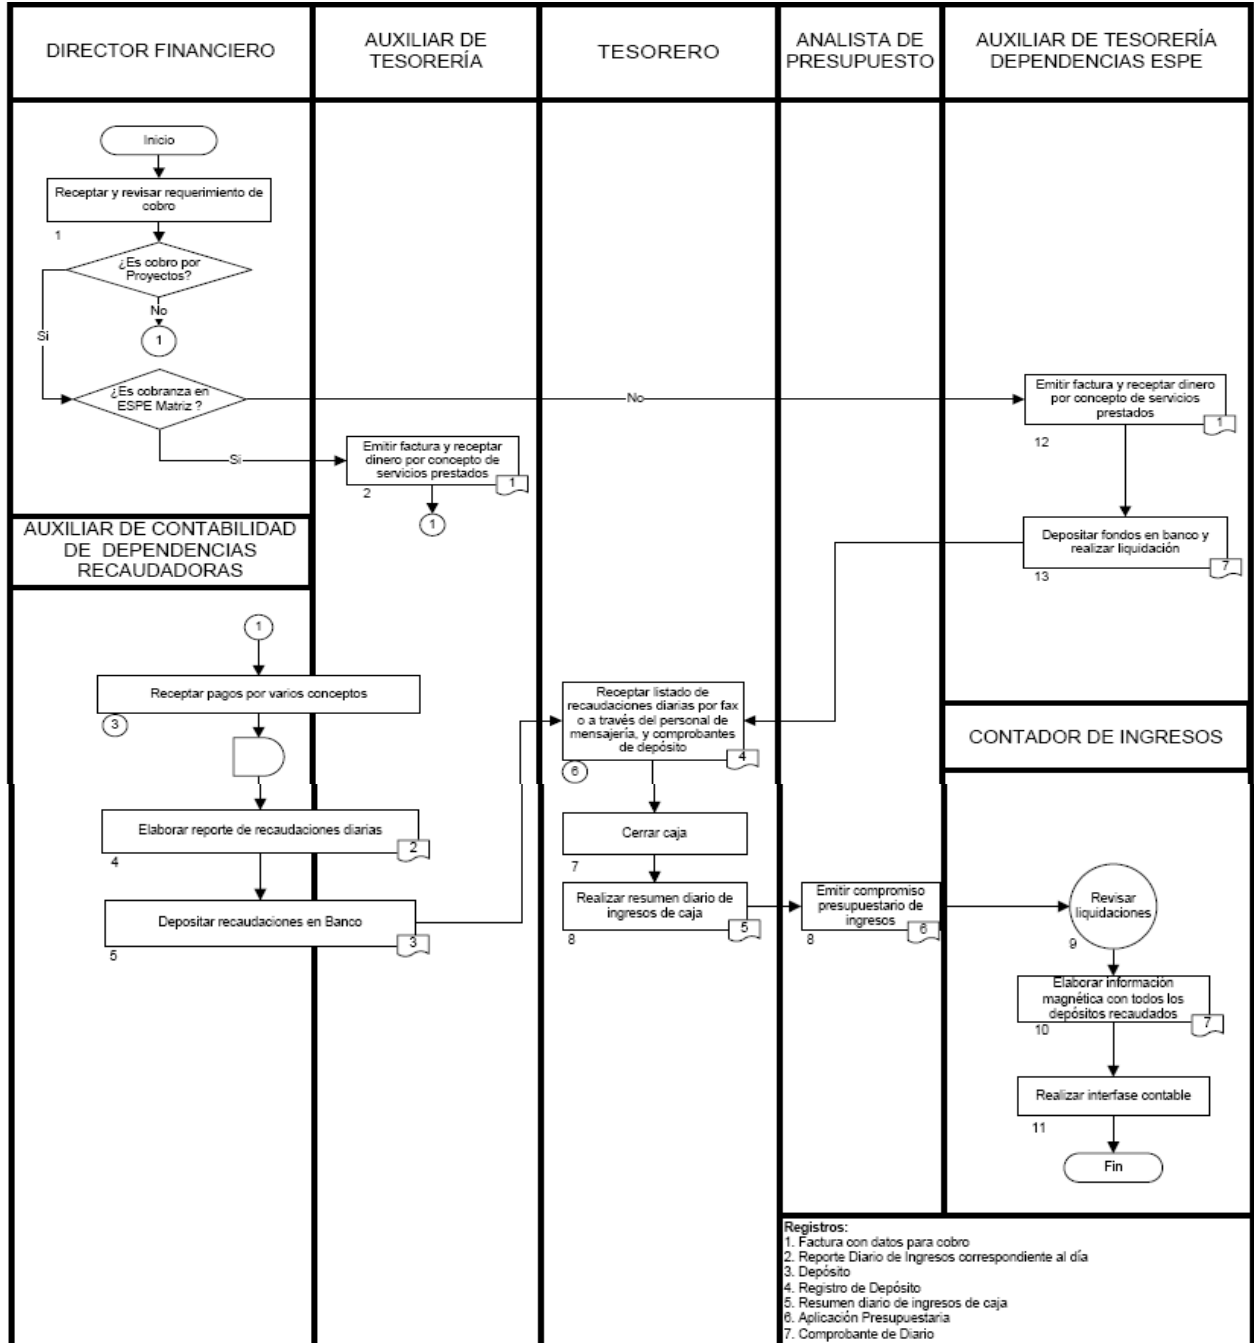 DIRECTOR FINANCIERO
AUXILIAR DE
TESORERÍA
TESORERO
ANALISTA DE
PRESUPUESTO
AUXILIAR DE TESORERÍA
DEPENDENCIAS ESPE
Inicio
Receptar y revisar requerimiento de
cobro
1
¿Es cobro por
Proyectos?
No
1
Si
¿Es cobranza en
ESPE Matriz ?
No
Si
Emitir factura y receptar
dinero por concepto de
servicios prestados
1
2
1
Emitir factura y receptar dinero
por concepto de servicios
prestados
1
12
Depositar fondos en banco y
realizar liquidación
7
13
AUXILIAR DE CONTABILIDAD
DE DEPENDENCIAS
RECAUDADORAS
1
Receptar pagos por varios conceptos
3
Elaborar reporte de recaudaciones diarias
2
4
Depositar recaudaciones en Banco
3
5
Receptar listado de
recaudaciones diarias por fax
o a través del personal de
mensajería, y comprobantes
de depósito
4
6
Cerrar caja
7
Realizar resumen diario de
ingresos de caja
5
8
Emitir compromiso
presupuestario de
ingresos
6
8
CONTADOR DE INGRESOS
Revisar
liquidaciones
9
Elaborar información
magnética con todos los
depósitos recaudados
7
10
Realizar interfase contable
11
Fin
Registros:
1. Factura con datos para cobro
2. Reporte Diario de Ingresos correspondiente al día
3. Depósito
4. Registro de Depósito
5. Resumen diario de ingresos de caja
6. Aplicación Presupuestaria
7. Comprobante de Diario